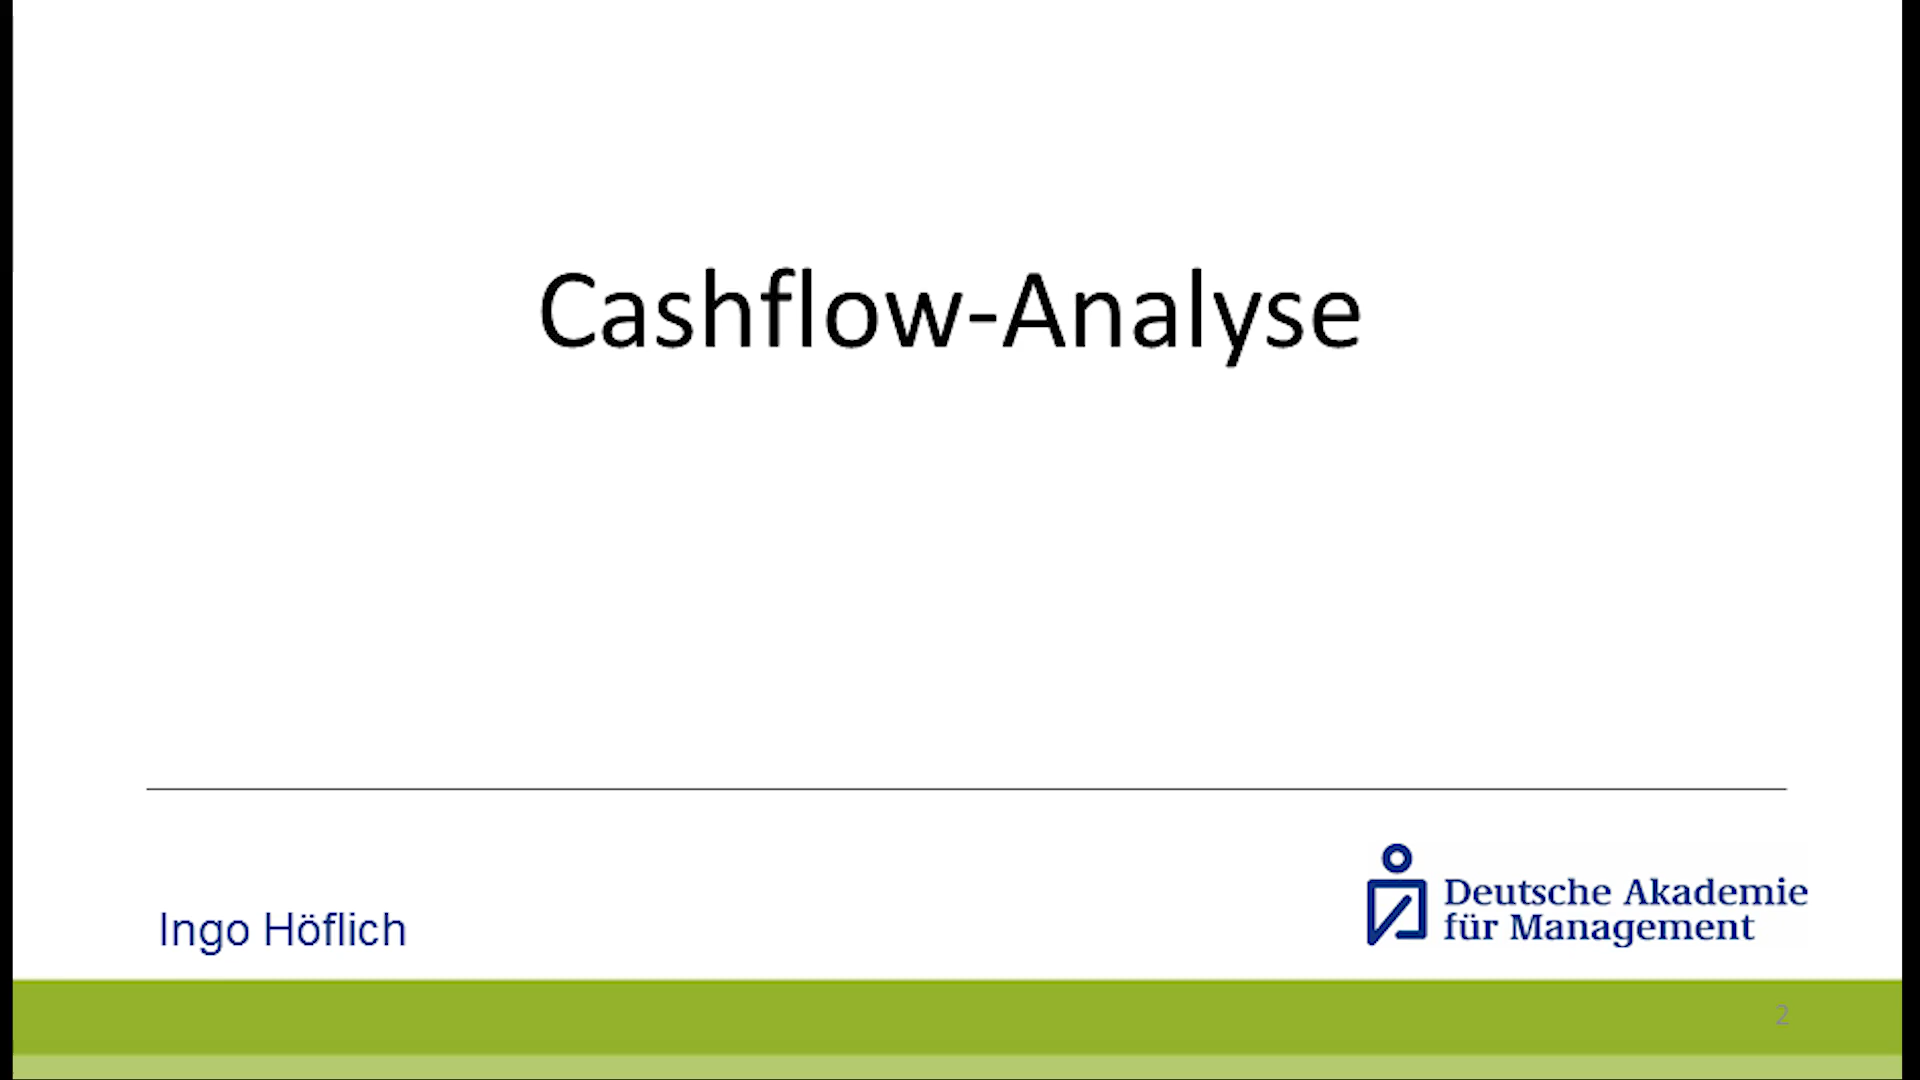 Cashflow-Analyse
Ingo Höflich
Deutsche Akademie
für Management
2